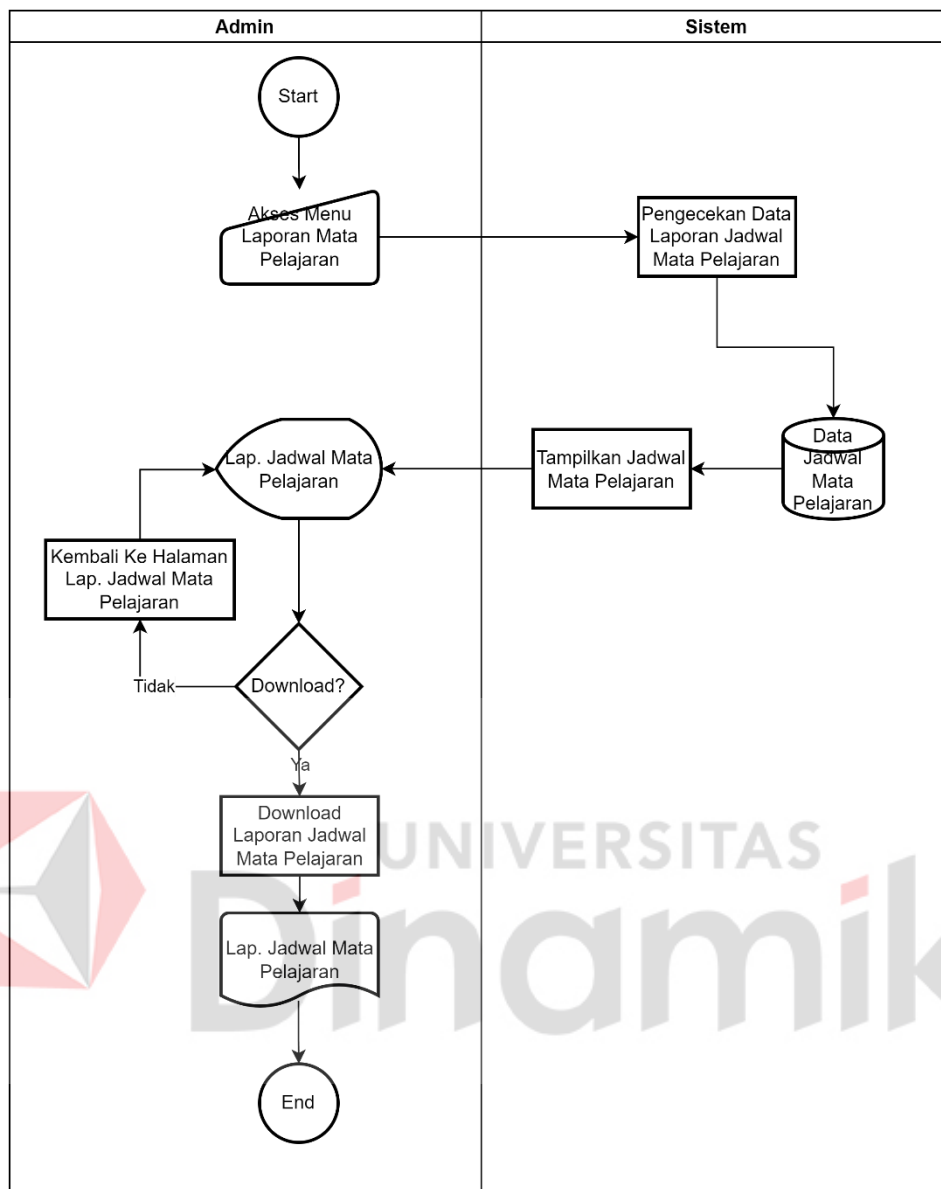 Admin
Sistem
Start
Akses Menu
Laporan Mata
Pelajaran
Pengecekan Data
Laporan Jadwal
Mata Pelajaran
Data
Jadwal
Mata
Pelajaran
Tampilkan Jadwal
Mata Pelajaran
Lap. Jadwal Mata
Pelajaran
Kembali Ke Halaman
Lap. Jadwal Mata
Pelajaran
Download?
Tidak
Ya
Download
Laporan Jadwal
Mata Pelajaran
Lap. Jadwal Mata
Pelajaran
End
UNIVERSITAS
Dinamik